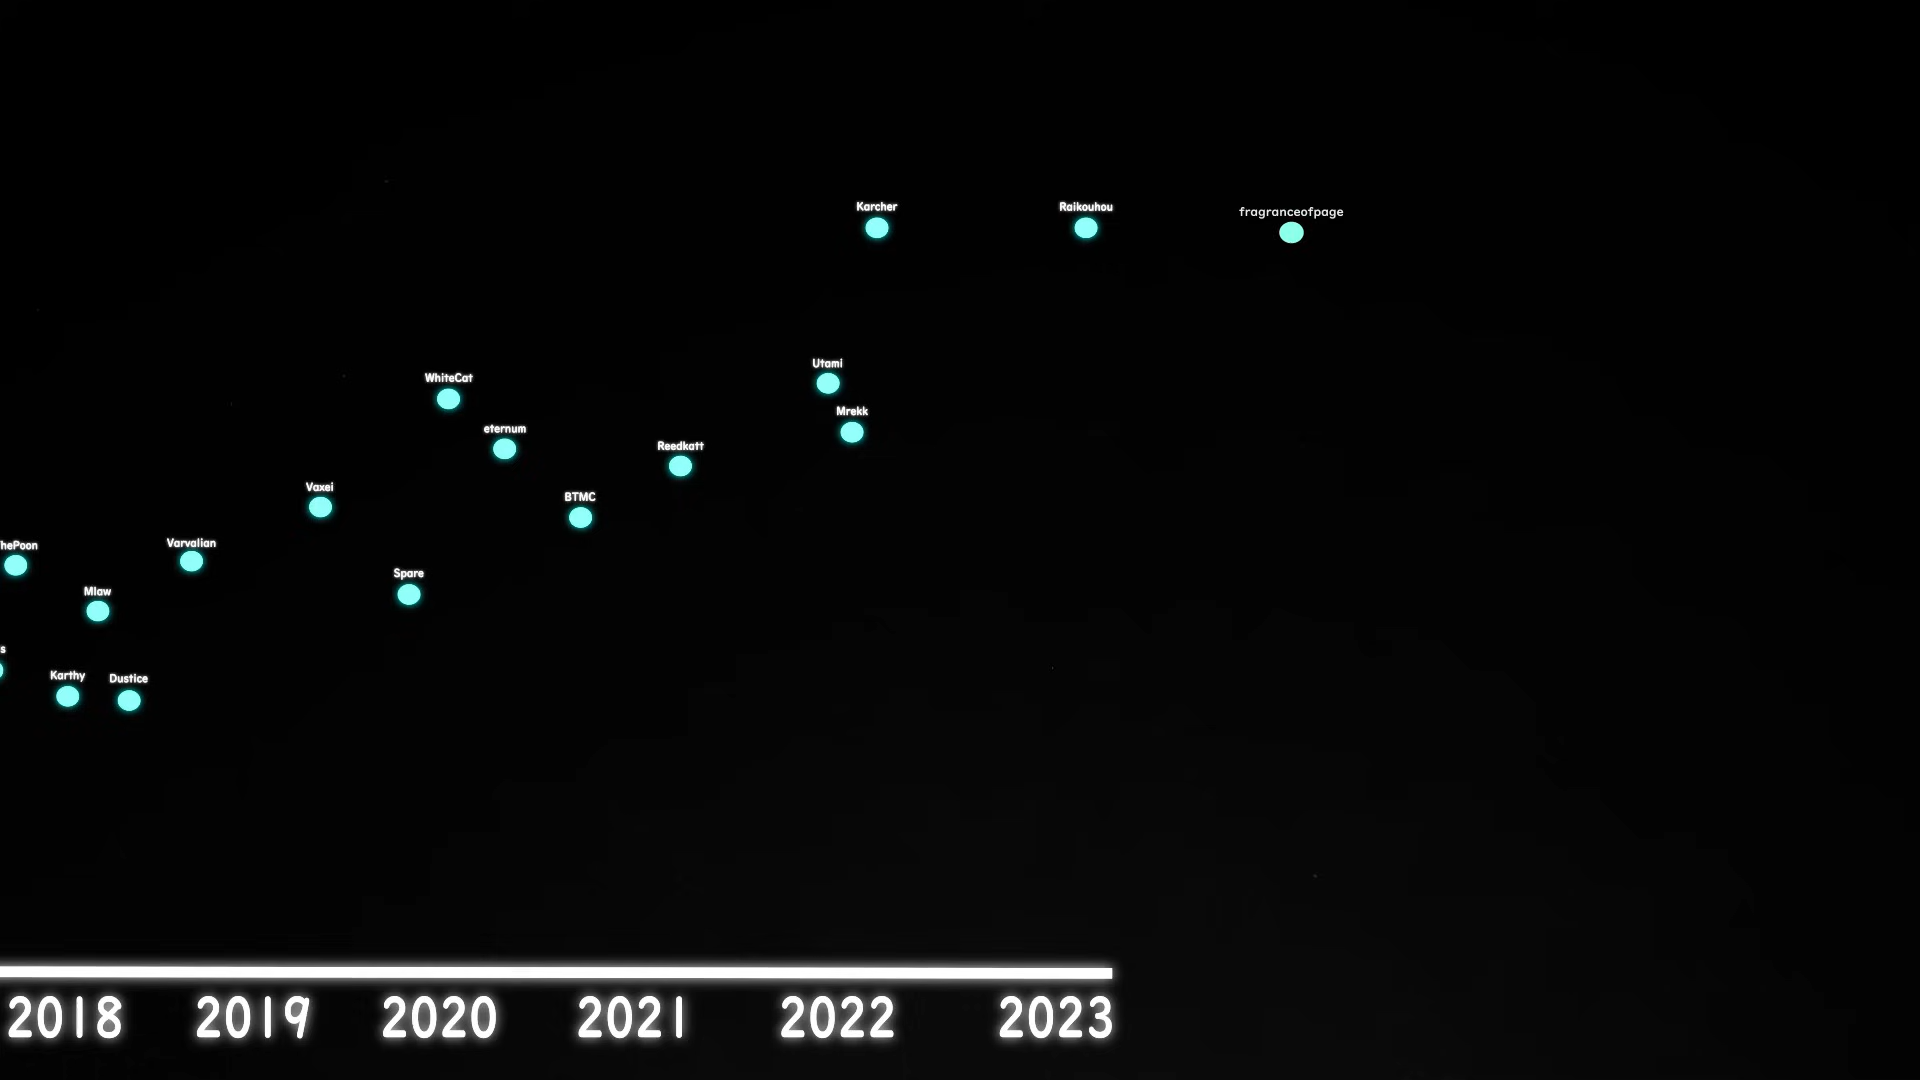 Karcher
Raikouhou
fragranceofpage
Utami
WhiteCat
Mrekk
eternum
Reedkatt
Vaxei
BTMC
hePoon
Varvalian
Spare
Mlaw
s
Karthy
Dustice
2018 2019 2020 2021 2022 2023